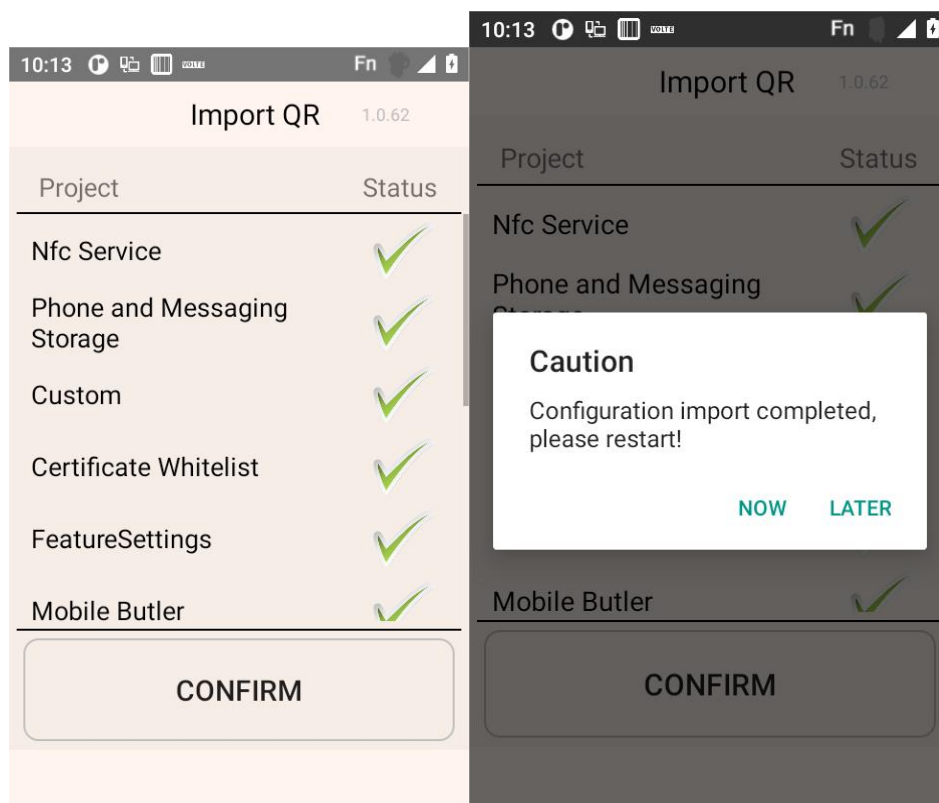 10:13 VOLTE Fn
Import QR 1.0.62
Project Status
Nfc Service
Phone and Messaging
Storage
Custom
Certificate Whitelist
FeatureSettings
Mobile Butler
CONFIRM
10:13 VOLTE Fn
Import QR 1.0.62
Project Status
Nfc Service
Phone and Messaging
Caution
Configuration import completed,
please restart!
NOW LATER
Mobile Butler
CONFIRM